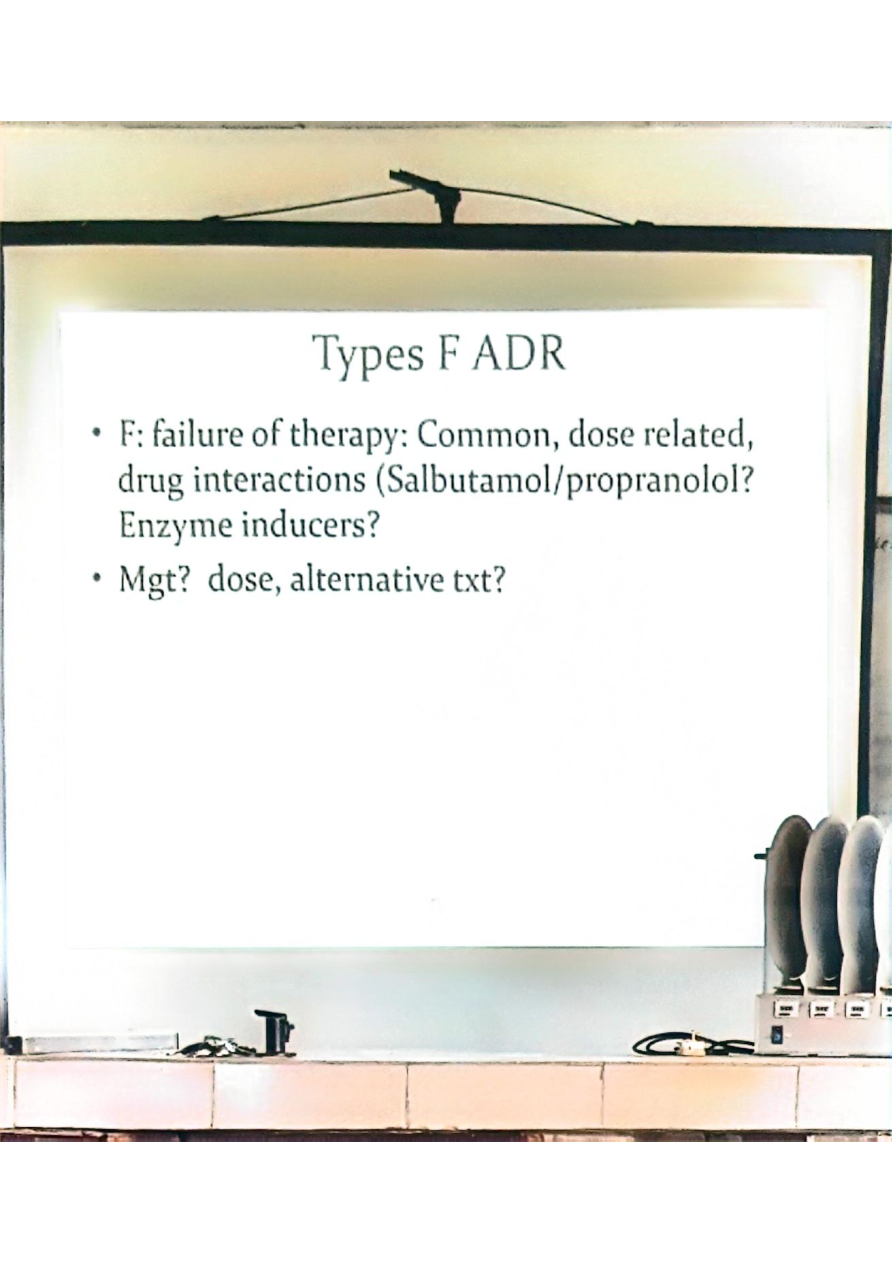 Types F ADR
• F: failure of therapy: Common, dose related,
drug interactions (Salbutamol/propranolol?
Enzyme inducers?
• Mgt?  dose, alternative txt?